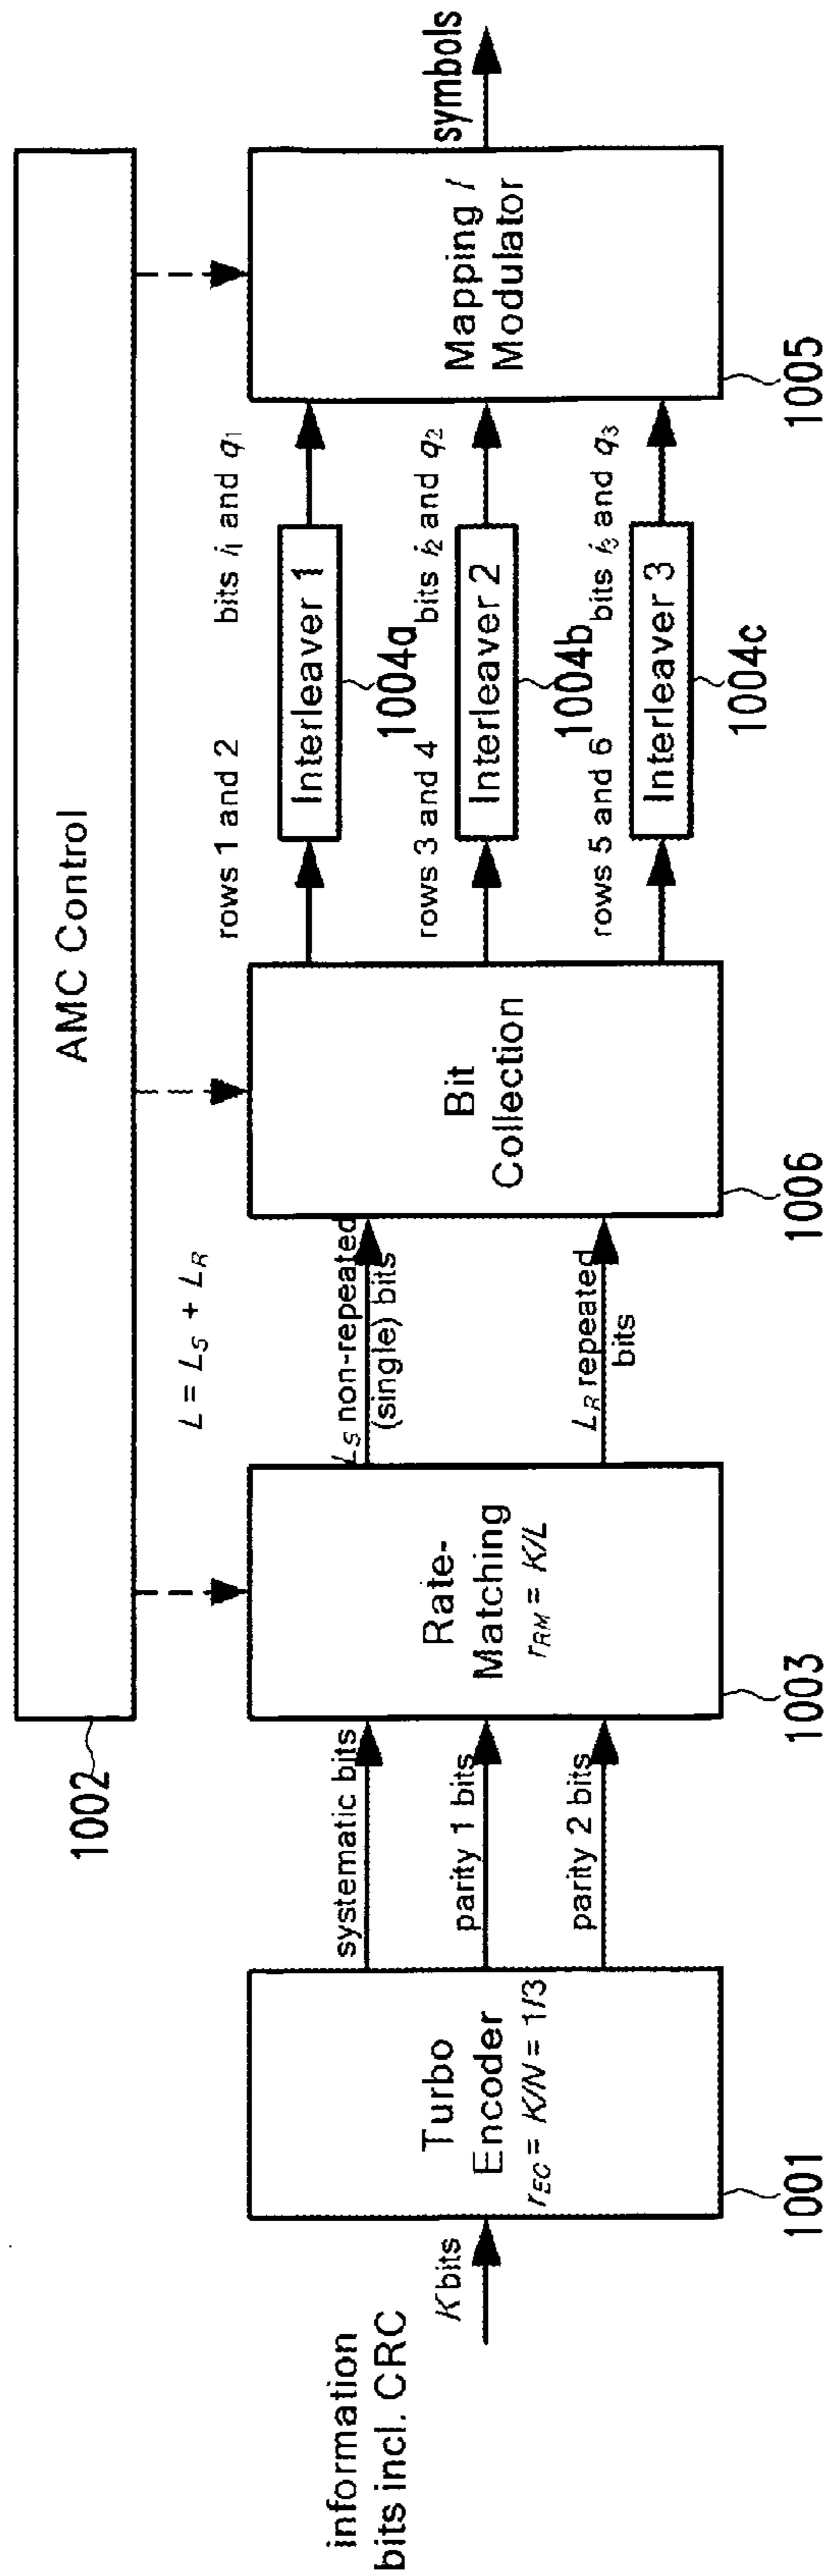 AMC Control
1002
information
bits incl. CRC
K bits
Turbo
Encoder
r_EC = K/N = 1/3
1001
systematic bits
parity 1 bits
parity 2 bits
Rate-
Matching
r_RM = K/L
1003
L = L_S + L_R
L_S non-repeated
(single) bits
L_R repeated
bits
Bit
Collection
1006
rows 1 and 2
Interleaver 1
1004a
bits i_1 and q_1
rows 3 and 4
Interleaver 2
1004b
bits i_2 and q_2
rows 5 and 6
Interleaver 3
1004c
bits i_3 and q_3
Mapping /
Modulator
1005
symbols